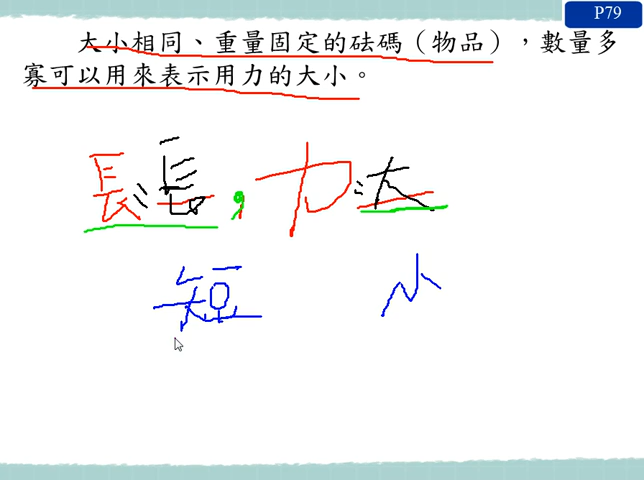 P79
大小相同、重量固定的砝碼（物品），數量多
寡可以用來表示用力的大小。
長：長，力：大
短 小